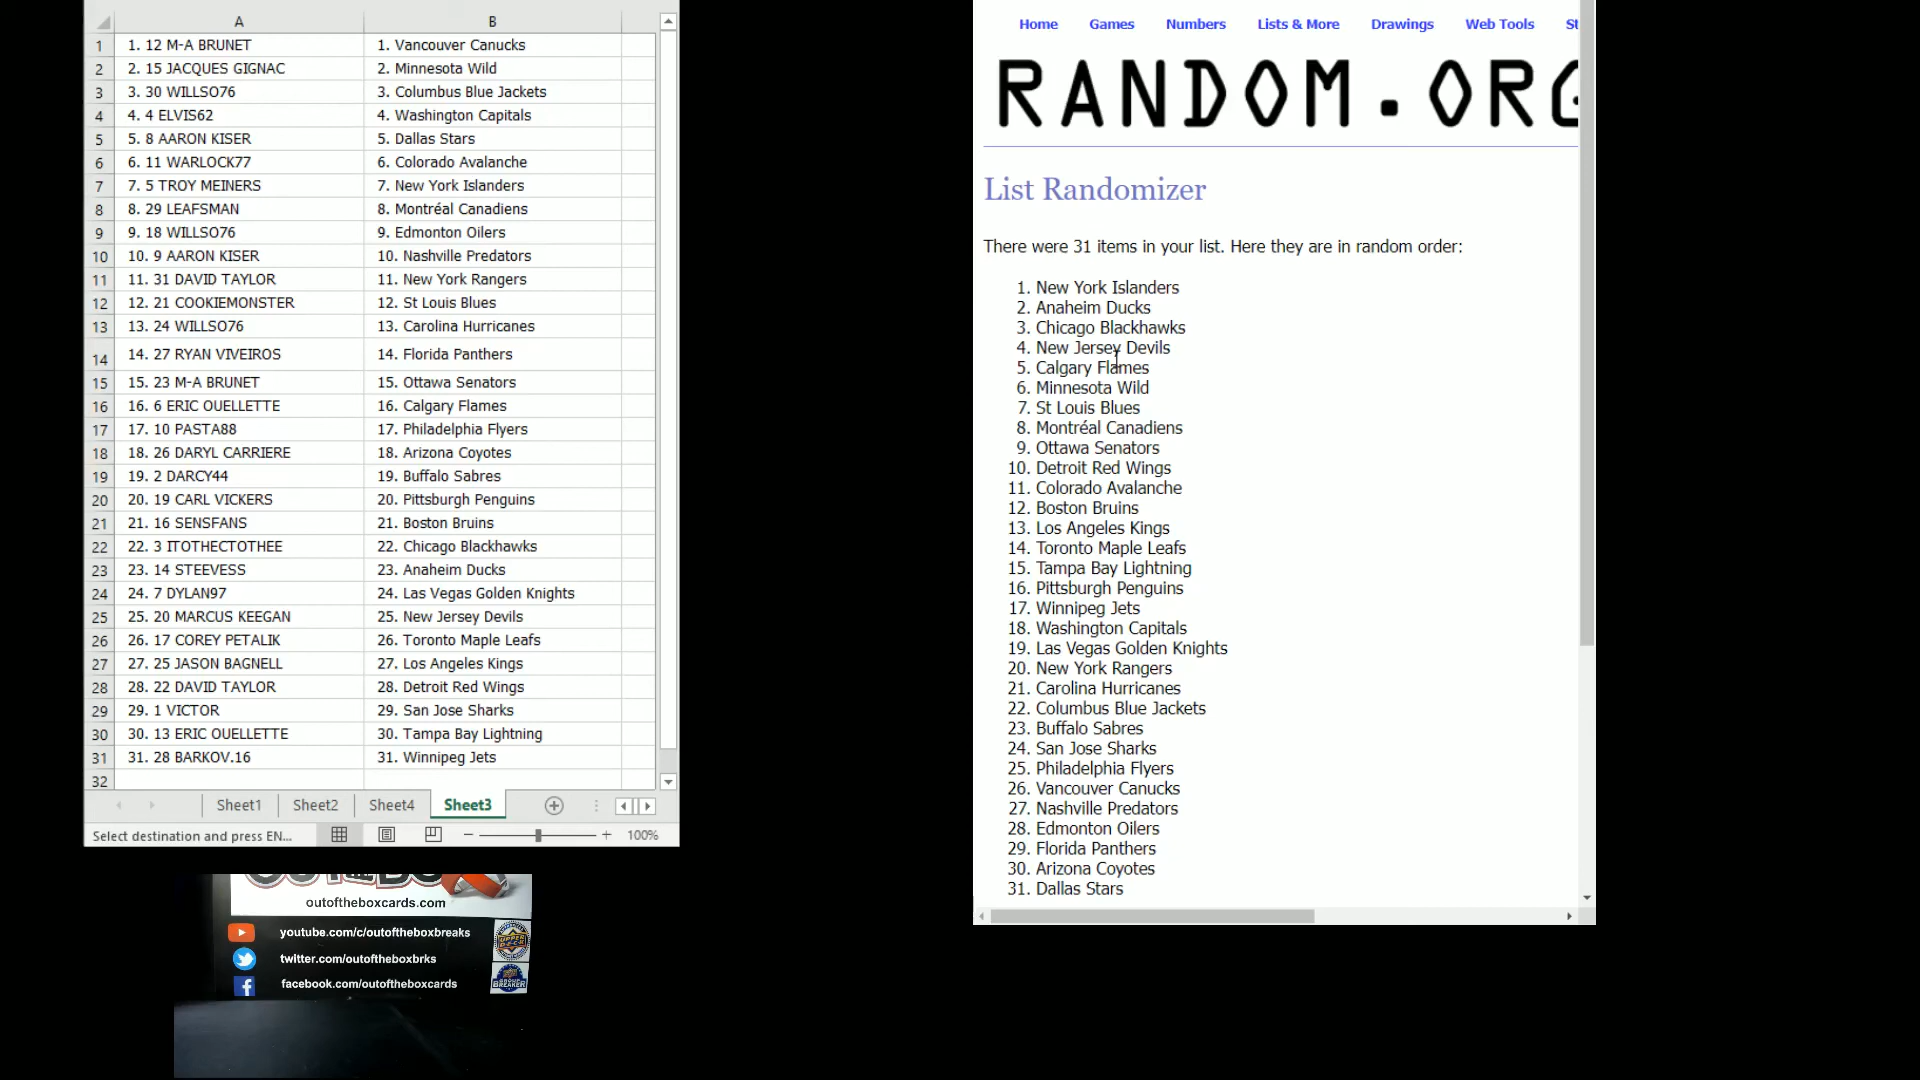 A B
1 1. 12 M-A BRUNET 1. Vancouver Canucks
2 2. 15 JACQUES GIGNAC 2. Minnesota Wild
3 3. 30 WILLSO76 3. Columbus Blue Jackets
4 4. 4 ELVIS62 4. Washington Capitals
5 5. 8 AARON KISER 5. Dallas Stars
6 6. 11 WARLOCK77 6. Colorado Avalanche
7 7. 5 TROY MEINERS 7. New York Islanders
8 8. 29 LEAFSMAN 8. Montréal Canadiens
9 9. 18 WILLSO76 9. Edmonton Oilers
10 10. 9 AARON KISER 10. Nashville Predators
11 11. 31 DAVID TAYLOR 11. New York Rangers
12 12. 21 COOKIEMONSTER 12. St Louis Blues
13 13. 24 WILLSO76 13. Carolina Hurricanes
14 14. 27 RYAN VIVEIROS 14. Florida Panthers
15 15. 23 M-A BRUNET 15. Ottawa Senators
16 16. 6 ERIC OUELLETTE 16. Calgary Flames
17 17. 10 PASTA88 17. Philadelphia Flyers
18 18. 26 DARYL CARRIERE 18. Arizona Coyotes
19 19. 2 DARCY44 19. Buffalo Sabres
20 20. 19 CARL VICKERS 20. Pittsburgh Penguins
21 21. 16 SENSFANS 21. Boston Bruins
22 22. 3 ITOTHECTOTHEE 22. Chicago Blackhawks
23 23. 14 STEEVESS 23. Anaheim Ducks
24 24. 7 DYLAN97 24. Las Vegas Golden Knights
25 25. 20 MARCUS KEEGAN 25. New Jersey Devils
26 26. 17 COREY PETALIK 26. Toronto Maple Leafs
27 27. 25 JASON BAGNELL 27. Los Angeles Kings
28 28. 22 DAVID TAYLOR 28. Detroit Red Wings
29 29. 1 VICTOR 29. San Jose Sharks
30 30. 13 ERIC OUELLETTE 30. Tampa Bay Lightning
31 31. 28 BARKOV.16 31. Winnipeg Jets
32
Sheet1 Sheet2 Sheet4 Sheet3
Select destination and press EN... 100%
outoftheboxcards.com
youtube.com/c/outoftheboxbreaks
twitter.com/outoftheboxbrks
facebook.com/outoftheboxcards
UPPER DECK
GROUP BREAKER
Home Games Numbers Lists & More Drawings Web Tools St
RANDOM.ORG
List Randomizer
There were 31 items in your list. Here they are in random order:
1. New York Islanders
2. Anaheim Ducks
3. Chicago Blackhawks
4. New Jersey Devils
5. Calgary Flames
6. Minnesota Wild
7. St Louis Blues
8. Montréal Canadiens
9. Ottawa Senators
10. Detroit Red Wings
11. Colorado Avalanche
12. Boston Bruins
13. Los Angeles Kings
14. Toronto Maple Leafs
15. Tampa Bay Lightning
16. Pittsburgh Penguins
17. Winnipeg Jets
18. Washington Capitals
19. Las Vegas Golden Knights
20. New York Rangers
21. Carolina Hurricanes
22. Columbus Blue Jackets
23. Buffalo Sabres
24. San Jose Sharks
25. Philadelphia Flyers
26. Vancouver Canucks
27. Nashville Predators
28. Edmonton Oilers
29. Florida Panthers
30. Arizona Coyotes
31. Dallas Stars